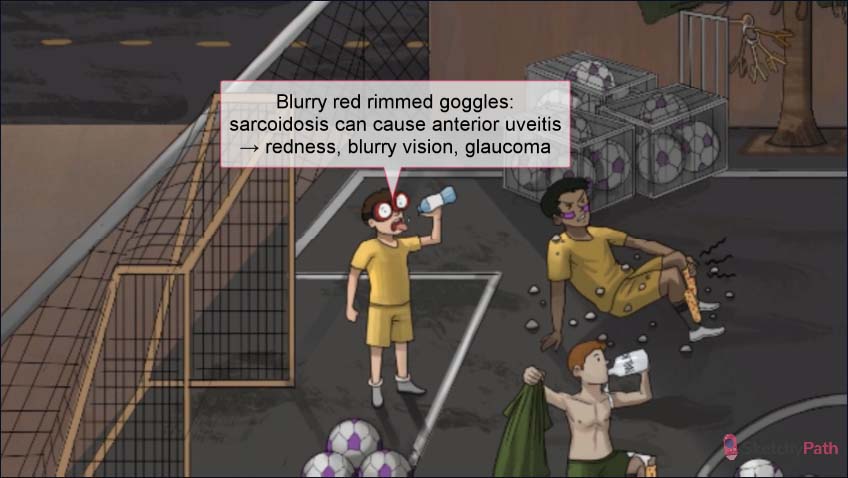 Blurry red rimmed goggles:
sarcoidosis can cause anterior uveitis
→ redness, blurry vision, glaucoma
SketchyPath